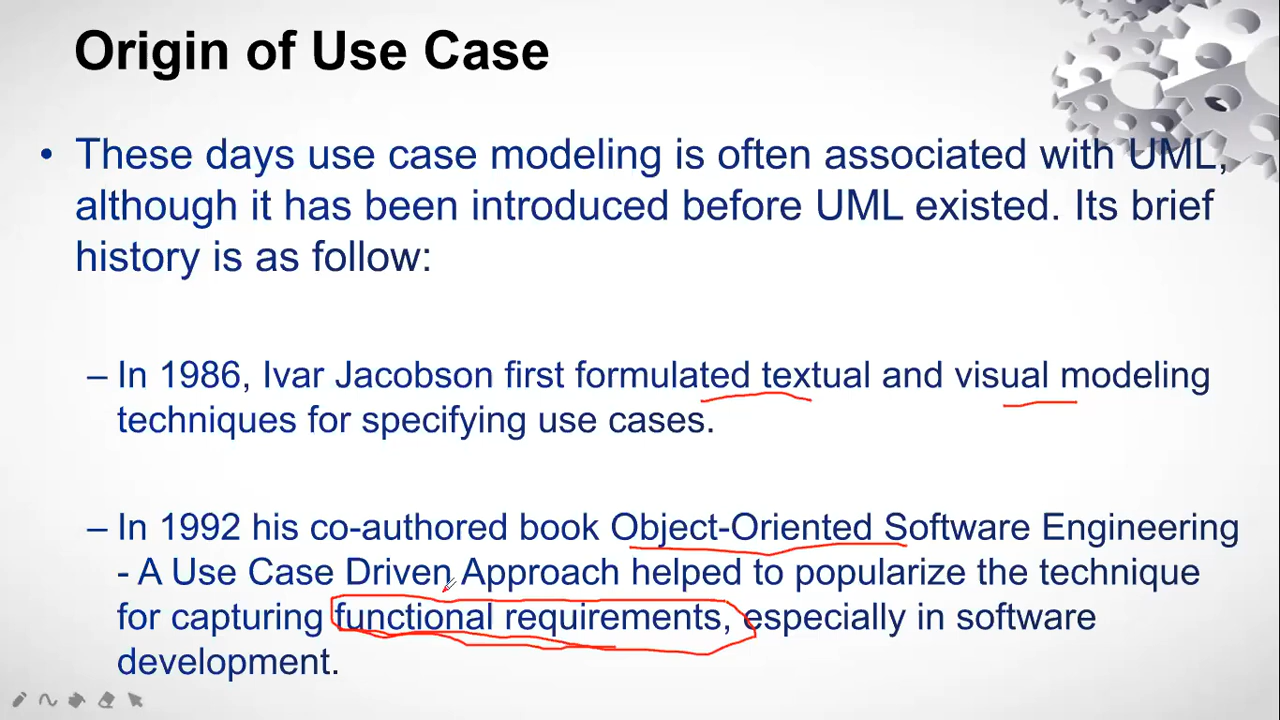 Origin of Use Case
• These days use case modeling is often associated with UML,
although it has been introduced before UML existed. Its brief
history is as follow:
– In 1986, Ivar Jacobson first formulated textual and visual modeling
techniques for specifying use cases.
– In 1992 his co-authored book Object-Oriented Software Engineering
- A Use Case Driven Approach helped to popularize the technique
for capturing functional requirements, especially in software
development.